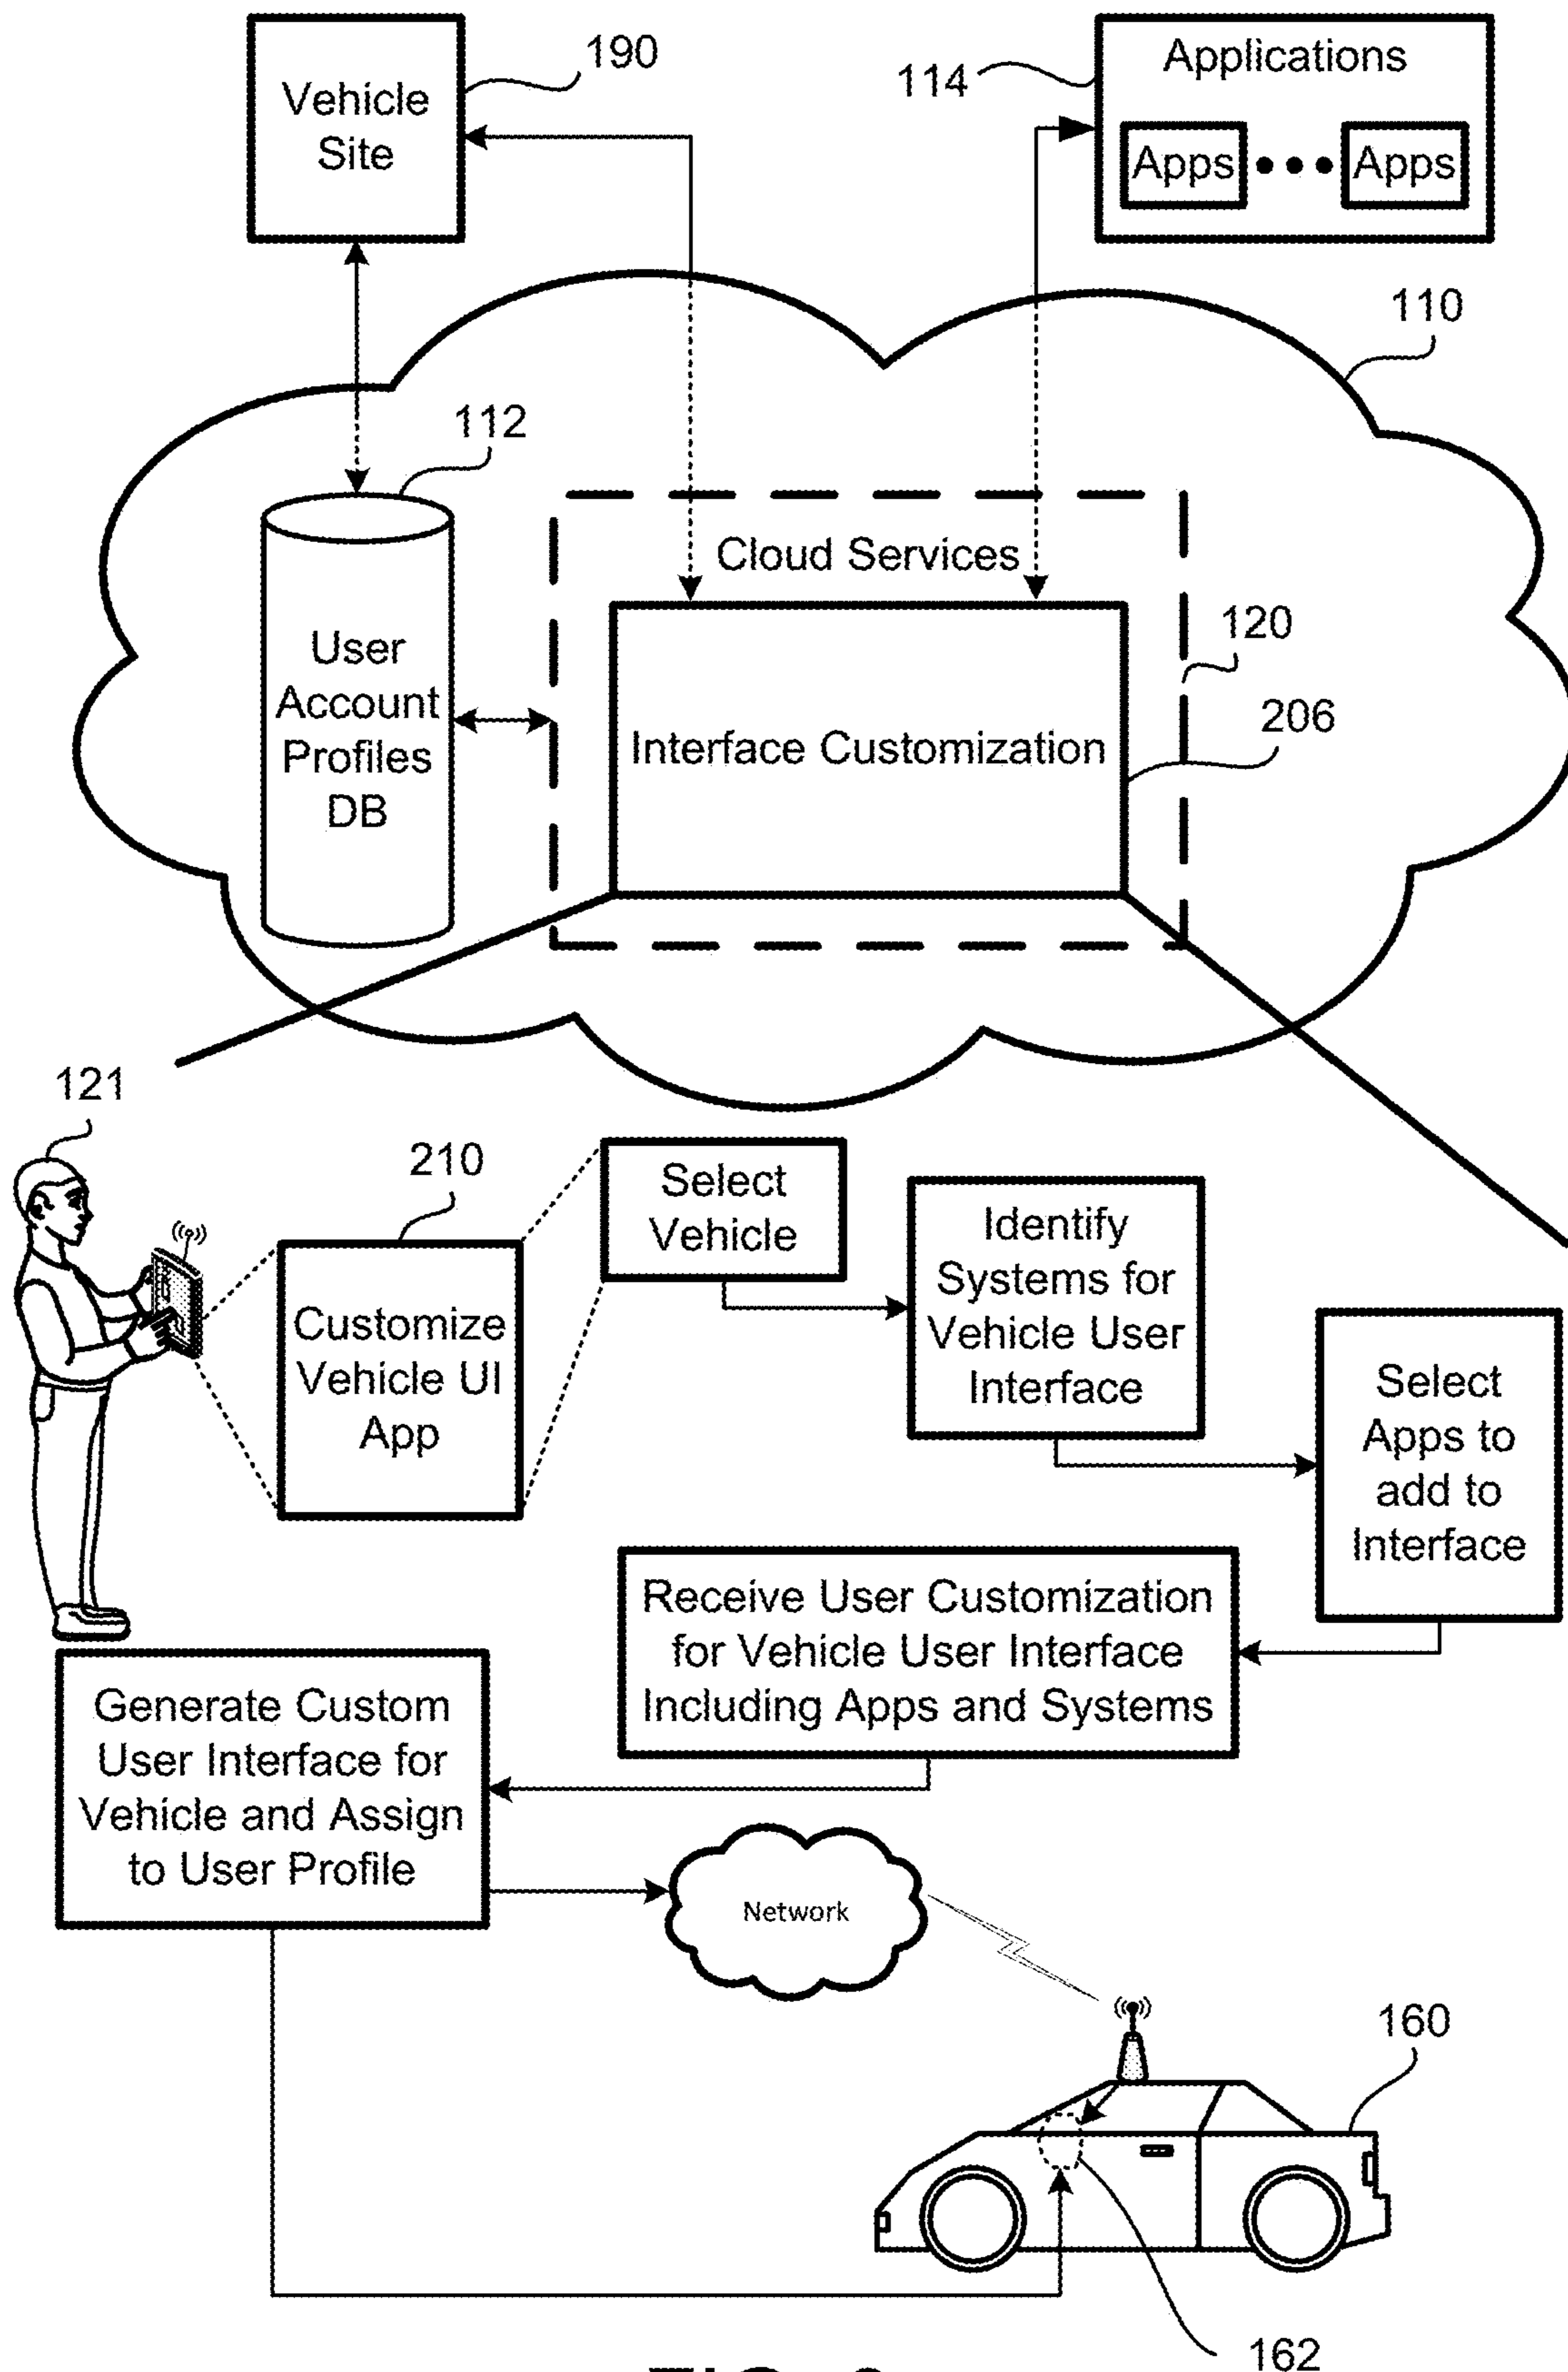 190
Vehicle
Site
114
Applications
Apps
Apps
110
112
Cloud Services
User
Account
Profiles
DB
120
206
Interface Customization
121
210
Select
Vehicle
Identify
Systems for
Vehicle User
Interface
Customize
Vehicle UI
App
Select
Apps to
add to
Interface
Receive User Customization
for Vehicle User Interface
Including Apps and Systems
Generate Custom
User Interface for
Vehicle and Assign
to User Profile
Network
160
162